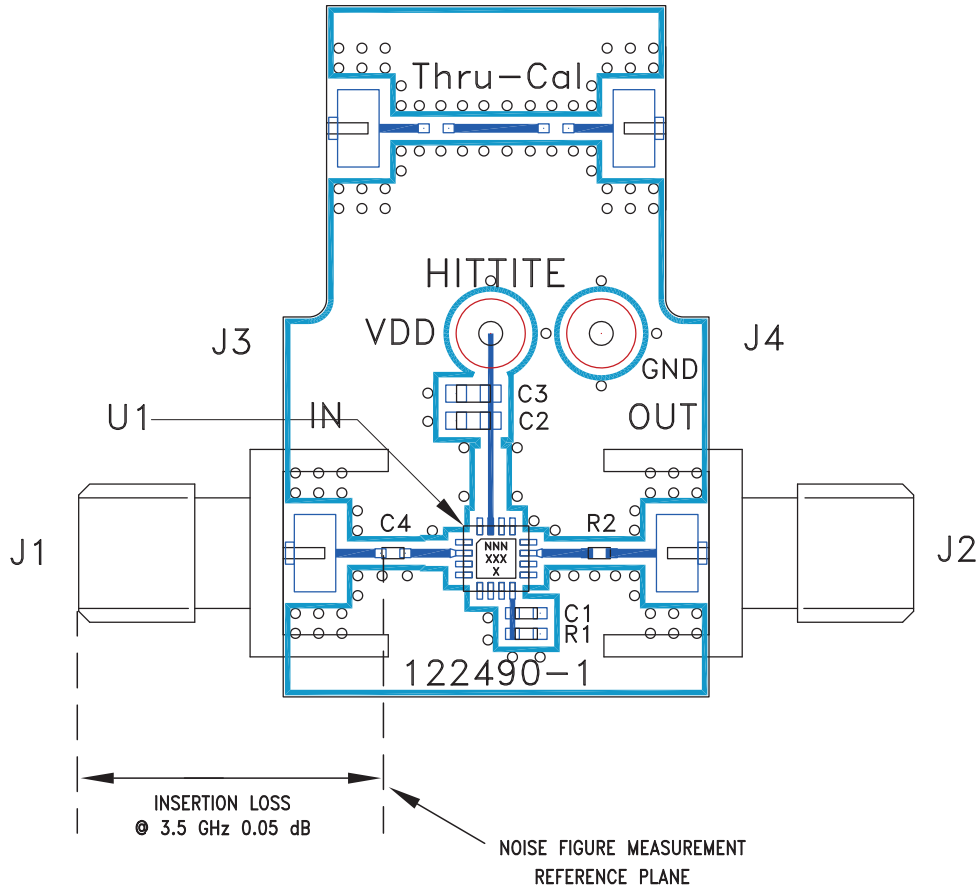 Thru-Cal
HITTITE
J3
VDD
J4
GND
C3
C2
U1
IN
OUT
J1
C4
R2
J2
NNN
XXX
X
C1
R1
122490-1
INSERTION LOSS
@ 3.5 GHz 0.05 dB
NOISE FIGURE MEASUREMENT
REFERENCE PLANE